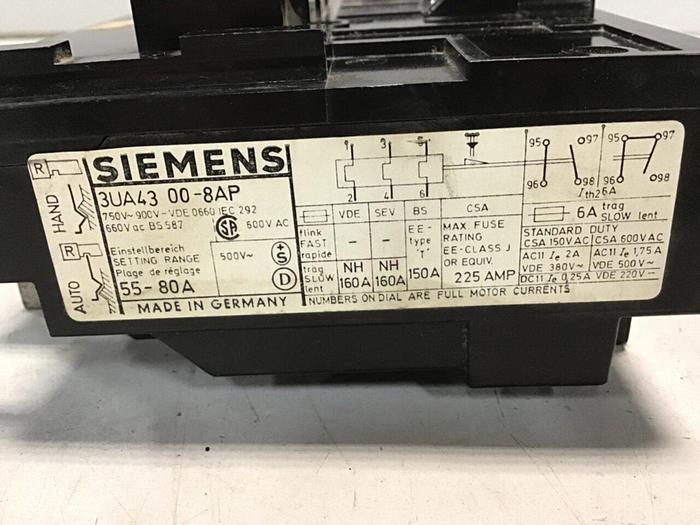 R
HAND
R
AUTO
SIEMENS
3UA43 00-8AP
750V~ 900V- VDE 0660 IEC 292
660V ac BS 587
SA 600V AC
Einstellbereich
SETTING RANGE
Plage de réglage
55-80A
500V~
+S
D
MADE IN GERMANY
1 3 5
2 4 6
VDE SEV BS CSA
flink
FAST
rapide
- -
träg
SLOW
lent
NH
160A
NH
160A
EE-
type
"T"
150A
MAX. FUSE
RATING
EE-CLASS J
OR EQUIV.
225 AMP
NUMBERS ON DIAL ARE FULL MOTOR CURRENTS
95 97
96 98
95 97
96 98
Ith 6A
6A träg
SLOW lent
STANDARD DUTY
CSA 150V AC CSA 600V AC
AC11 Ie 2A AC11 Ie 1,75A
VDE 380V~ VDE 500V~
DC11 Ie 0,25A VDE 220V-